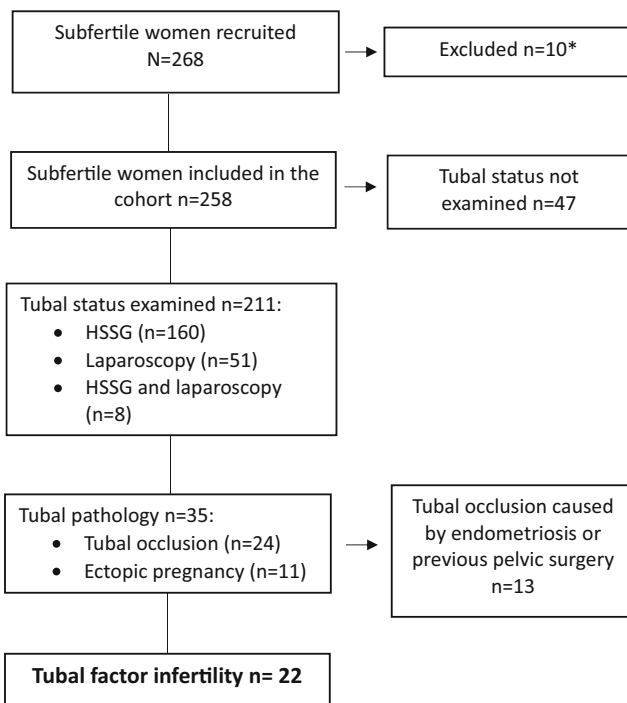 Subfertile women recruited
N=268
Excluded n=10*
Subfertile women included in the
cohort n=258
Tubal status not
examined n=47
Tubal status examined n=211:
• HSSG (n=160)
• Laparoscopy (n=51)
• HSSG and laparoscopy
(n=8)
Tubal pathology n=35:
• Tubal occlusion (n=24)
• Ectopic pregnancy (n=11)
Tubal occlusion caused
by endometriosis or
previous pelvic surgery
n=13
Tubal factor infertility n= 22